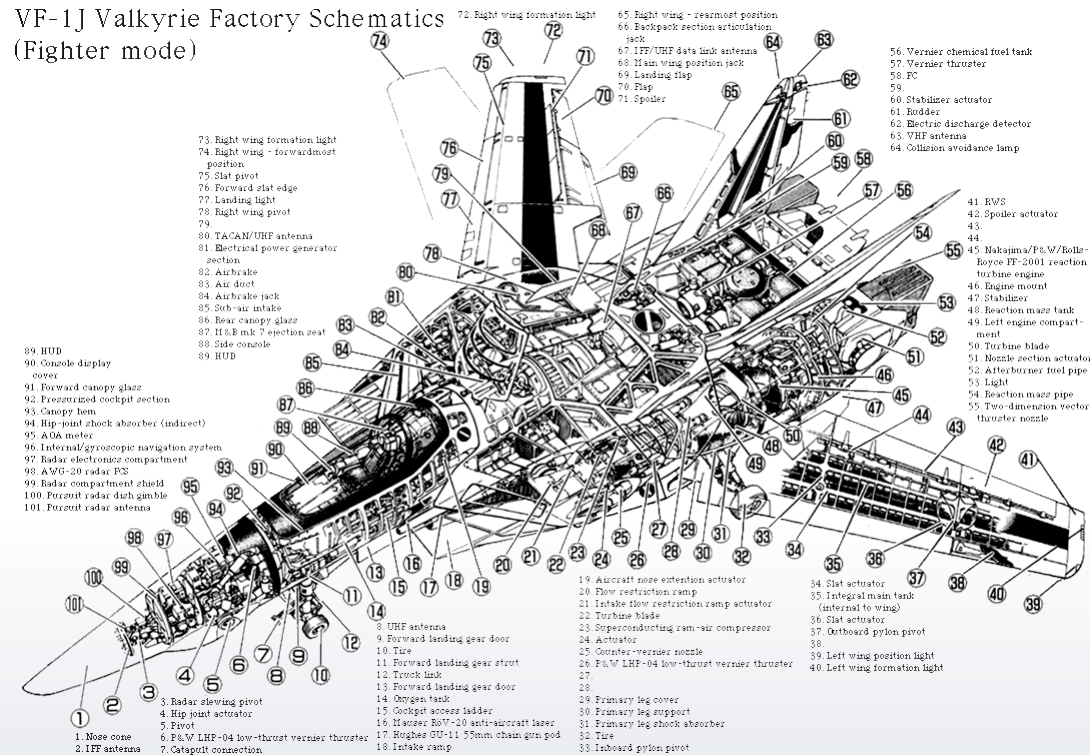 VF-1J Valkyrie Factory Schematics
(Fighter mode)
72. Right wing formation light
65. Right wing - rearmost position
66. Backpack section articulation
jack
67. IFF/UHF data link antenna
68. Main wing position jack
69. Landing flap
70. Flap
71. Spoiler
56. Vernier chemical fuel tank
57. Vernier thruster
58. FC
59.
60. Stabilizer actuator
61. Rudder
62. Electric discharge detector
63. VHF antenna
64. Collision avoidance lamp
73. Right wing formation light
74. Right wing - forwardmost
position
75. Slat pivot
76. Forward slat edge
77. Landing light
78. Right wing pivot
79.
80. TACAN/UHF antenna
81. Electrical power generator
section
82. Airbrake
83. Air duct
84. Airbrake jack
85. Sub-air intake
86. Rear canopy glass
87. M&B mk 7 ejection seat
88. Side console
89. HUD
41. RWS
42. Spoiler actuator
43.
44.
45. Nakajima/P&W/Rolls-
Royce FF-2001 reaction
turbine engine
46. Engine mount
47. Stabilizer
48. Reaction mass tank
49. Left engine compart-
ment
50. Turbine blade
51. Nozzle section actuator
52. Afterburner fuel pipe
53. Light
54. Reaction mass pipe
55. Two-dimension vector
thruster nozzle
89. HUD
90. Console display
cover
91. Forward canopy glass
92. Pressurized cockpit section
93. Canopy hem
94. Hip-joint shock absorber (indirect)
95. AOA meter
96. Internal/gyroscopic navigation system
97. Radar electronics compartment
98. AWG-20 radar FCS
99. Radar compartment shield
100. Pursuit radar dish gimble
101. Pursuit radar antenna
1. Nose cone
2. IFF antenna
3. Radar slewing pivot
4. Hip joint actuator
5. Pivot
6. P&W LHP-04 low-thrust vernier thruster
7. Catapult connection
8. UHF antenna
9. Forward landing gear door
10. Tire
11. Forward landing gear strut
12. Truck link
13. Forward landing gear door
14. Oxygen tank
15. Cockpit access ladder
16. Mauser RoV-20 anti-aircraft laser
17. Hughes GU-11 55mm chain gun pod
18. Intake ramp
19. Aircraft nose extention actuator
20. Flow restriction ramp
21. Intake flow restriction ramp actuator
22. Turbine blade
23. Superconducting ram-air compressor
24. Actuator
25. Counter-vernier nozzle
26. P&W LHP-04 low-thrust vernier thruster
27.
28.
29. Primary leg cover
30. Primary leg support
31. Primary leg shock absorber
32. Tire
33. Inboard pylon pivot
34. Slat actuator
35. Integral main tank
(internal to wing)
36. Slat actuator
37. Outboard pylon pivot
38.
39. Left wing position light
40. Left wing formation light